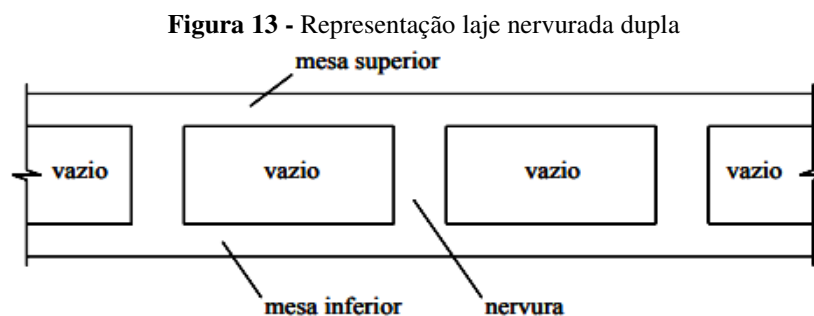 Figura 13 - Representação laje nervurada dupla
mesa superior
vazio vazio vazio vazio
mesa inferior nervura